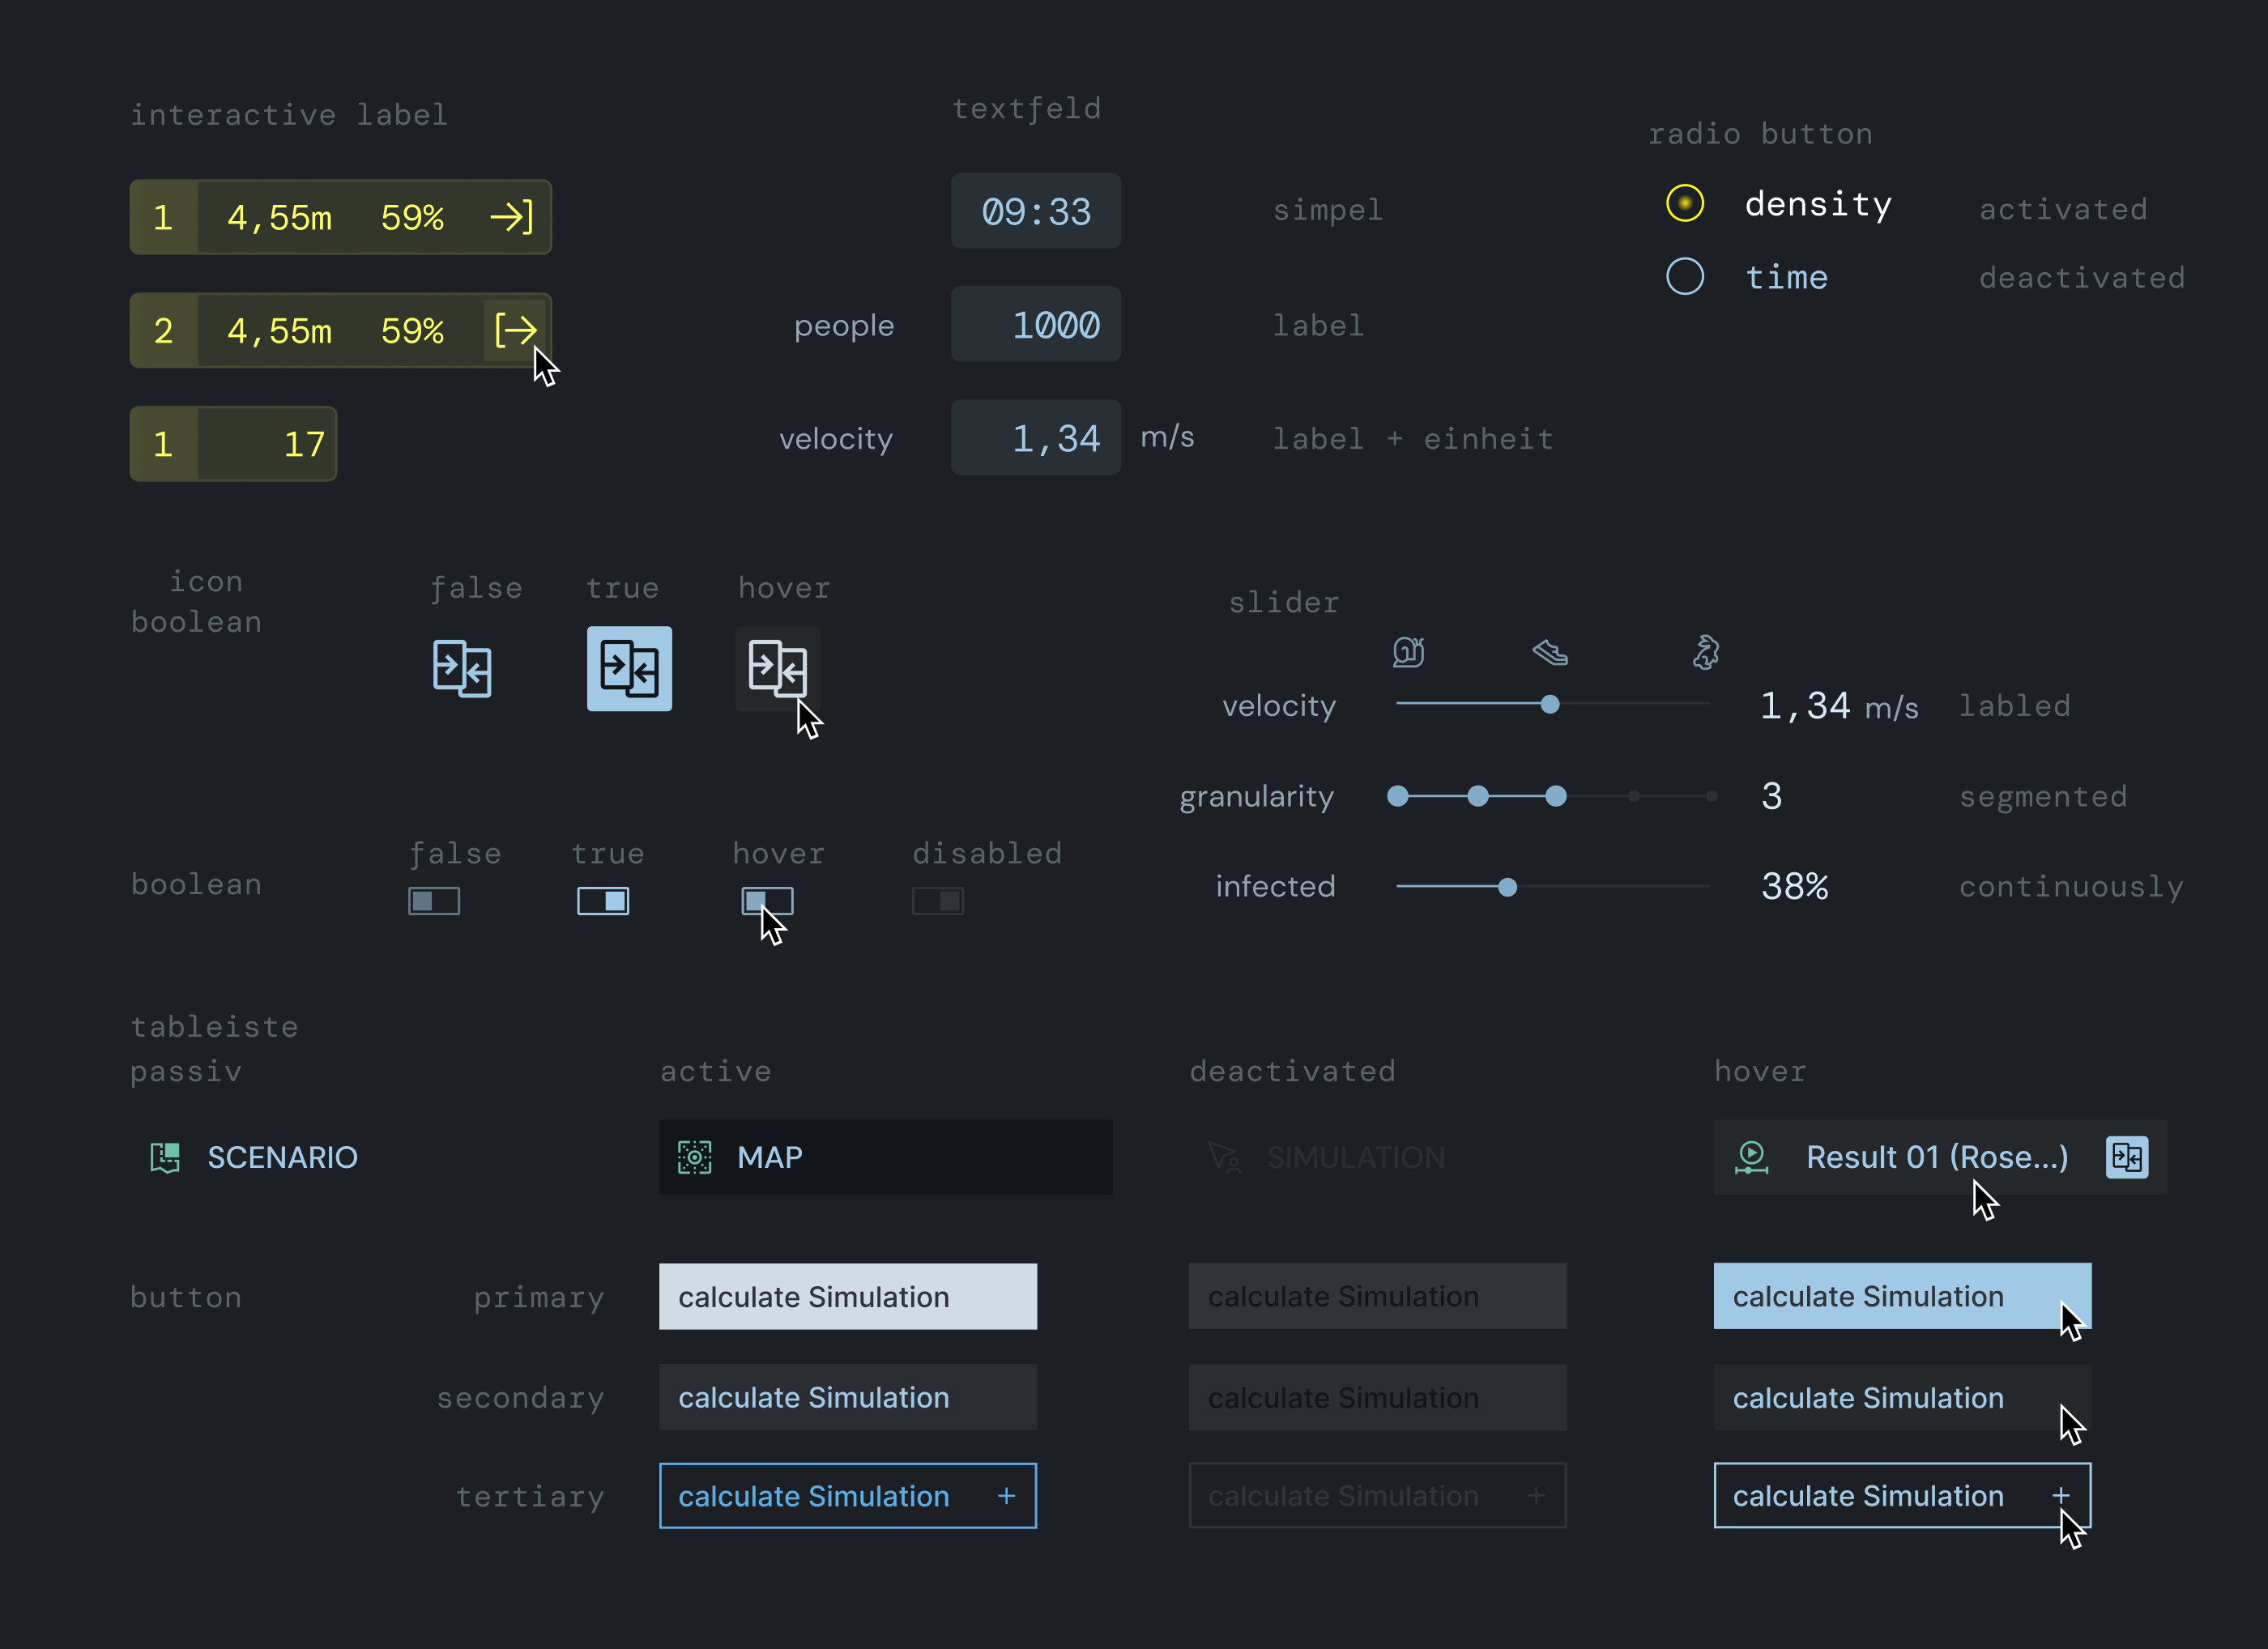 interactive label
1 4,55m 59%
2 4,55m 59%
1 17
textfeld
09:33 simpel
people 1000 label
velocity 1,34 m/s label + einheit
radio button
density activated
time deactivated
icon
boolean
false true hover
boolean
false true hover disabled
slider
velocity 1,34 m/s labled
granularity 3 segmented
infected 38% continuously
tableiste
passiv active deactivated hover
SCENARIO MAP SIMULATION Result 01 (Rose...)
button primary calculate Simulation calculate Simulation calculate Simulation
secondary calculate Simulation calculate Simulation calculate Simulation
tertiary calculate Simulation + calculate Simulation + calculate Simulation +